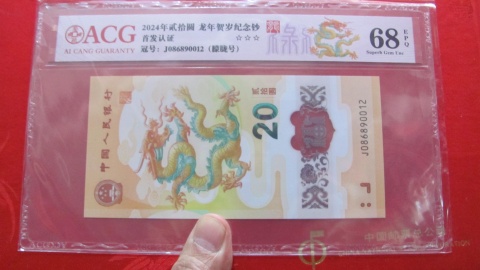 ACG
AI CANG GUARANTY
2024年贰拾圆 龙年贺岁纪念钞
首发认证
☆☆☆
冠号: J086890012 (朦胧号)
68 EPQ
Superb Gem Unc
中国人民银行
贰拾圆
20
J086890012